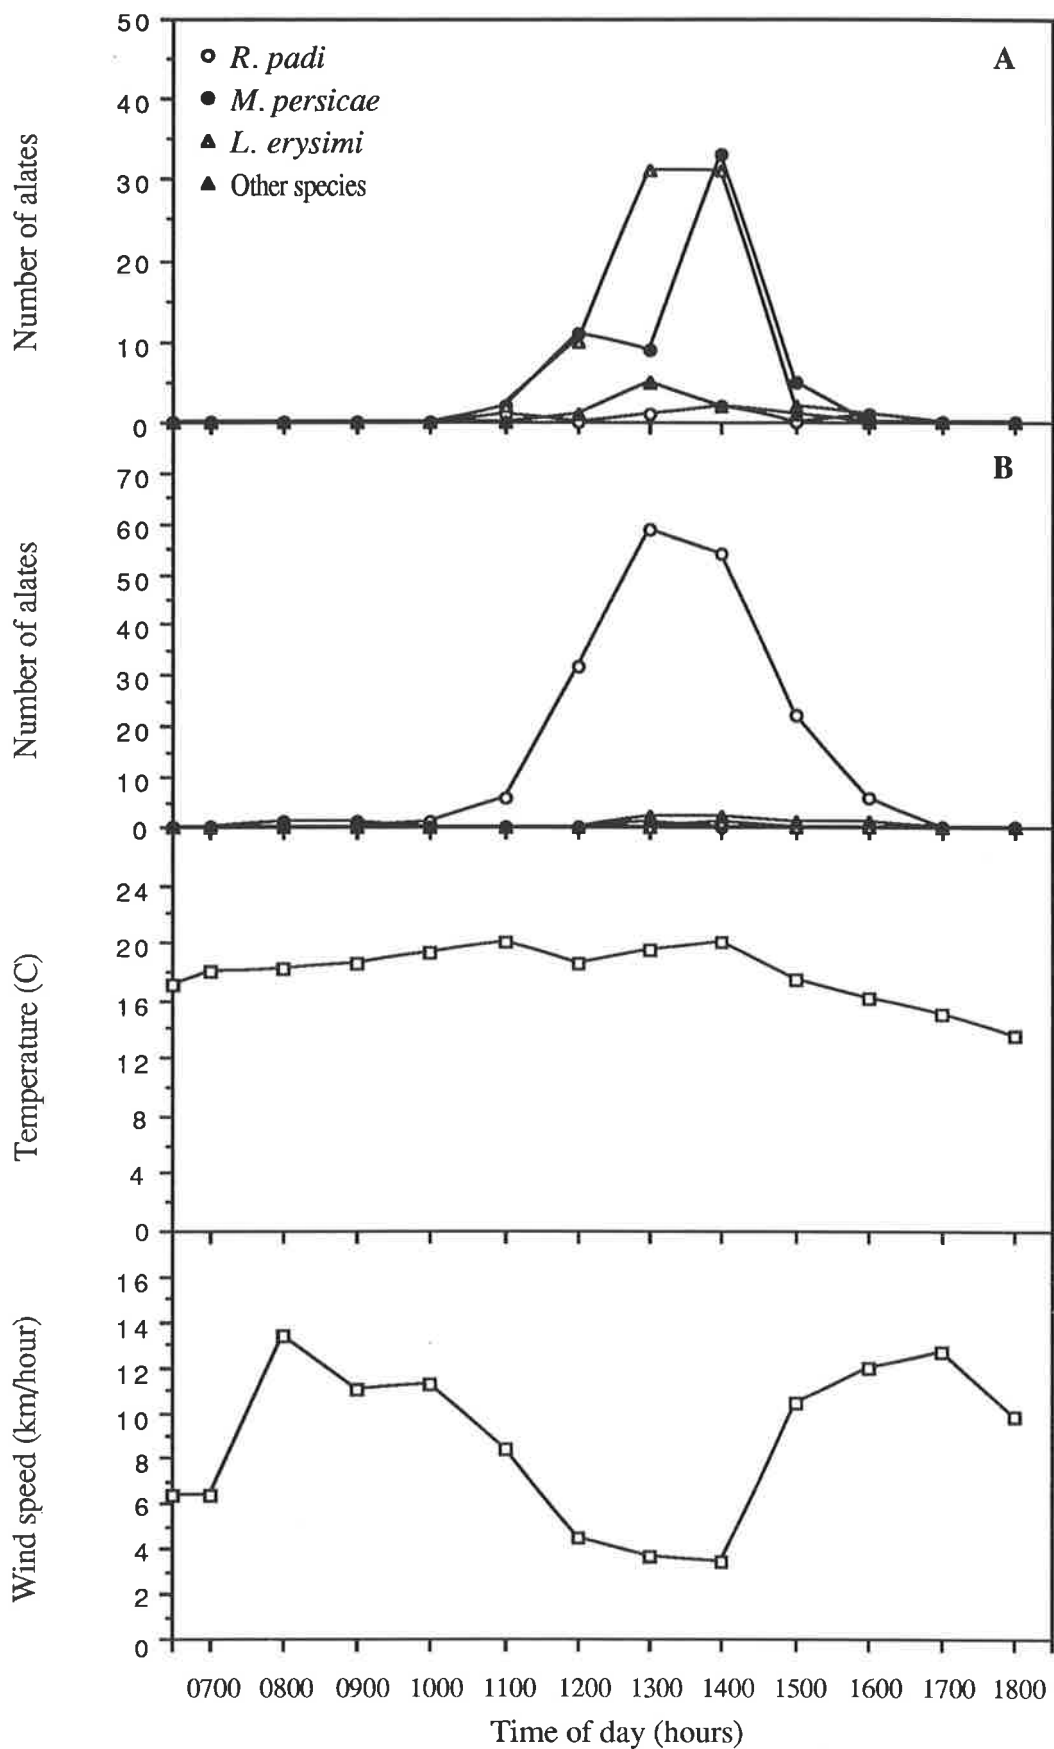 50
40
30
20
10
0
Number of alates
R. padi
M. persicae
L. erysimi
Other species
A
70
60
50
40
30
20
10
0
Number of alates
B
24
20
16
12
8
4
0
Temperature (C)
16
14
12
10
8
6
4
2
0
Wind speed (km/hour)
0700 0800 0900 1000 1100 1200 1300 1400 1500 1600 1700 1800
Time of day (hours)